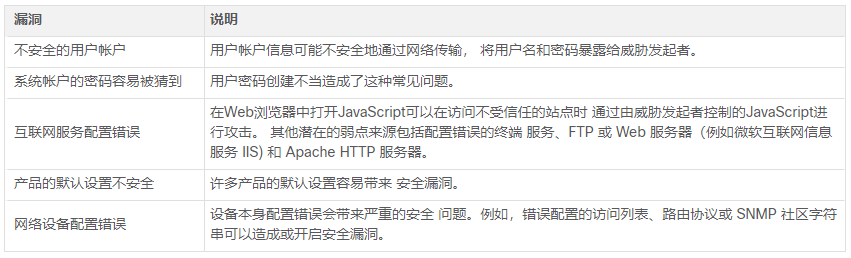 漏洞 说明
不安全的用户帐户 用户帐户信息可能不安全地通过网络传输， 将用户名和密码暴露给威胁发起者。
系统帐户的密码容易被猜到 用户密码创建不当造成了这种常见问题。
在Web浏览器中打开JavaScript可以在访问不受信任的站点时 通过由威胁发起者控制的JavaScript进
互联网服务配置错误 行攻击。 其他潜在的弱点来源包括配置错误的终端 服务、FTP 或 Web 服务器（例如微软互联网信息
服务 IIS) 和 Apache HTTP 服务器。
产品的默认设置不安全 许多产品的默认设置容易带来 安全漏洞。
网络设备配置错误 设备本身配置错误会带来严重的安全 问题。例如，错误配置的访问列表、路由协议或 SNMP 社区字符
串可以造成或开启安全漏洞。